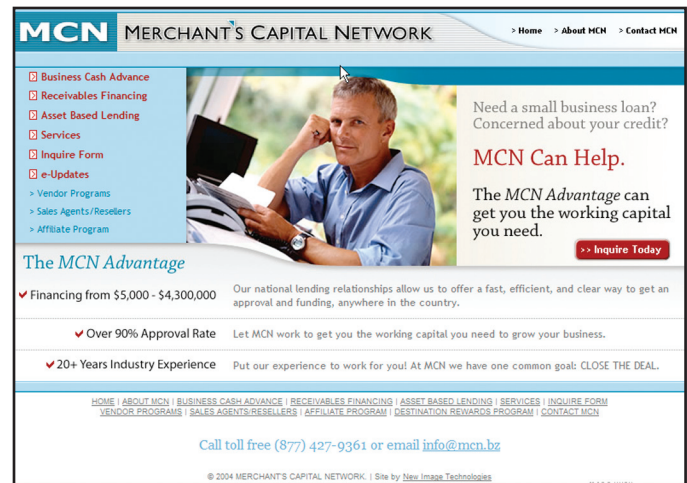 MCN MERCHANT'S CAPITAL NETWORK
> Home > About MCN > Contact MCN
Business Cash Advance
Receivables Financing
Asset Based Lending
Services
Inquire Form
e-Updates
> Vendor Programs
> Sales Agents/Resellers
> Affiliate Program
Need a small business loan?
Concerned about your credit?
MCN Can Help.
The MCN Advantage can
get you the working capital
you need.
>> Inquire Today
The MCN Advantage
Financing from $5,000 - $4,300,000
Our national lending relationships allow us to offer a fast, efficient, and clear way to get an
approval and funding, anywhere in the country.
Over 90% Approval Rate
Let MCN work to get you the working capital you need to grow your business.
20+ Years Industry Experience
Put our experience to work for you! At MCN we have one common goal: CLOSE THE DEAL.
HOME | ABOUT MCN | BUSINESS CASH ADVANCE | RECEIVABLES FINANCING | ASSET BASED LENDING | SERVICES | INQUIRE FORM
VENDOR PROGRAMS | SALES AGENTS/RESELLERS | AFFILIATE PROGRAM | DESTINATION REWARDS PROGRAM | CONTACT MCN
Call toll free (877) 427-9361 or email info@mcn.bz
© 2004 MERCHANT'S CAPITAL NETWORK. | Site by New Image Technologies